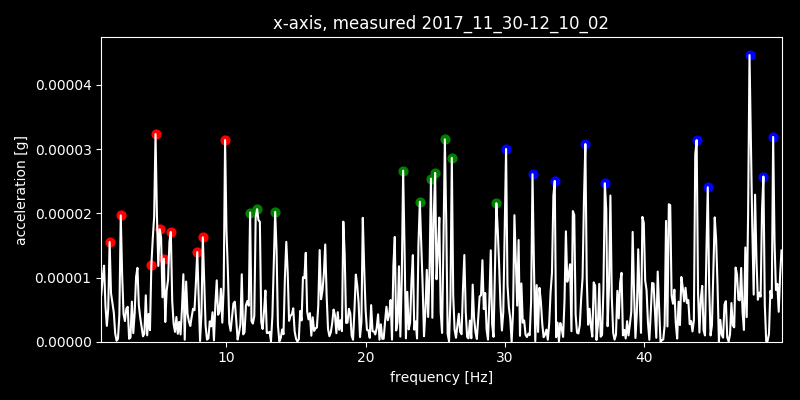 x-axis, measured 2017_11_30-12_10_02
acceleration [g]
0.00004
0.00003
0.00002
0.00001
0.00000
10 20 30 40
frequency [Hz]